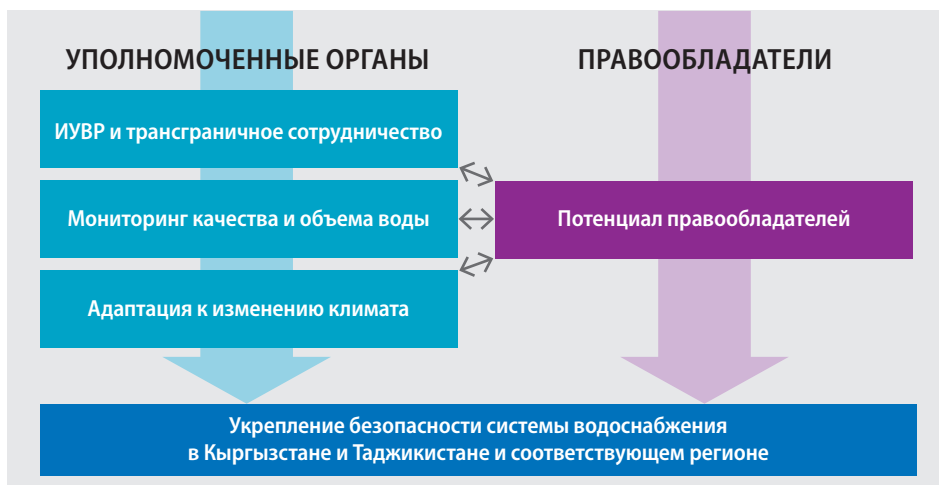 УПОЛНОМОЧЕННЫЕ ОРГАНЫ
ПРАВООБЛАДАТЕЛИ
ИУВР и трансграничное сотрудничество
Мониторинг качества и объема воды
Потенциал правообладателей
Адаптация к изменению климата
Укрепление безопасности системы водоснабжения
в Кыргызстане и Таджикистане и соответствующем регионе